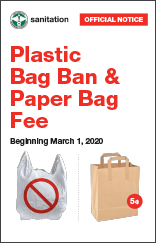 sanitation
OFFICIAL NOTICE
Plastic
Bag Ban &
Paper Bag
Fee
Beginning March 1, 2020
5¢